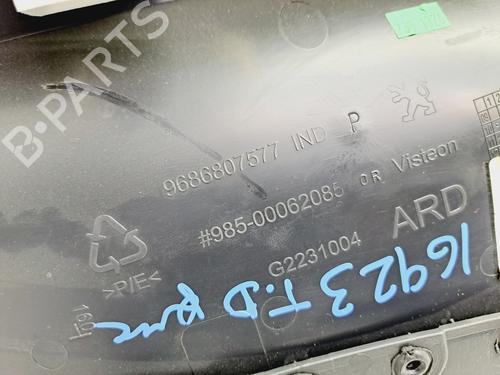 B-PARTS
9686807577 IND P
#985-00062085 OR Visteon
G2231004 ARD
>P/E<
16923 T.D